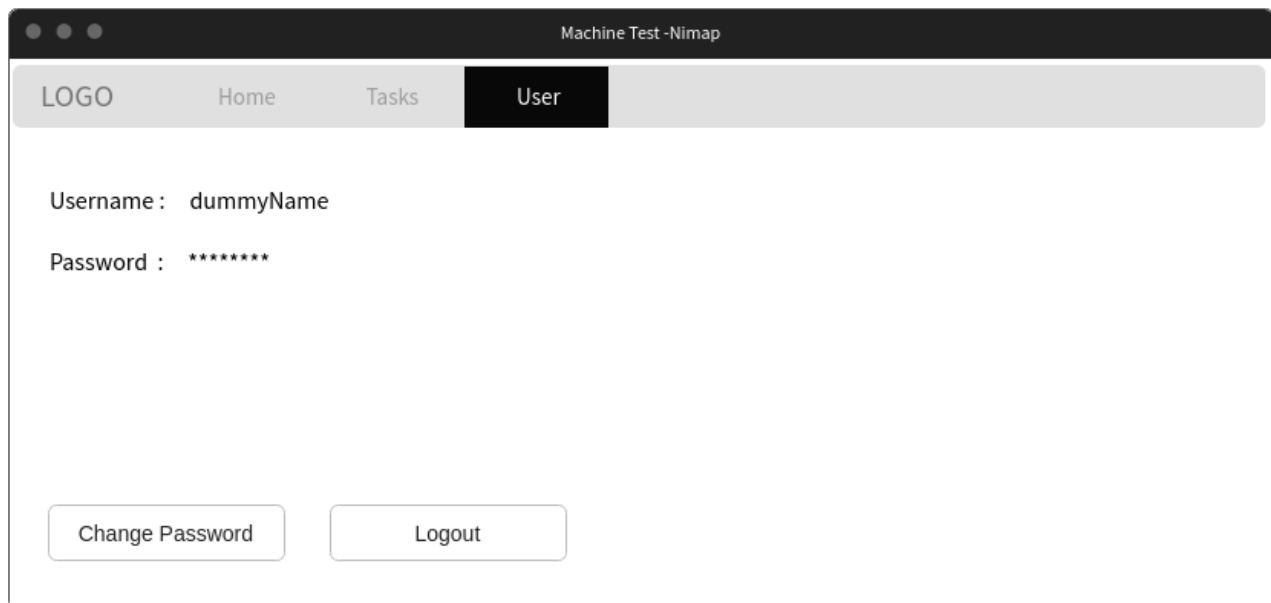 Machine Test -Nimap
LOGO Home Tasks User
Username : dummyName
Password : ********
Change Password Logout